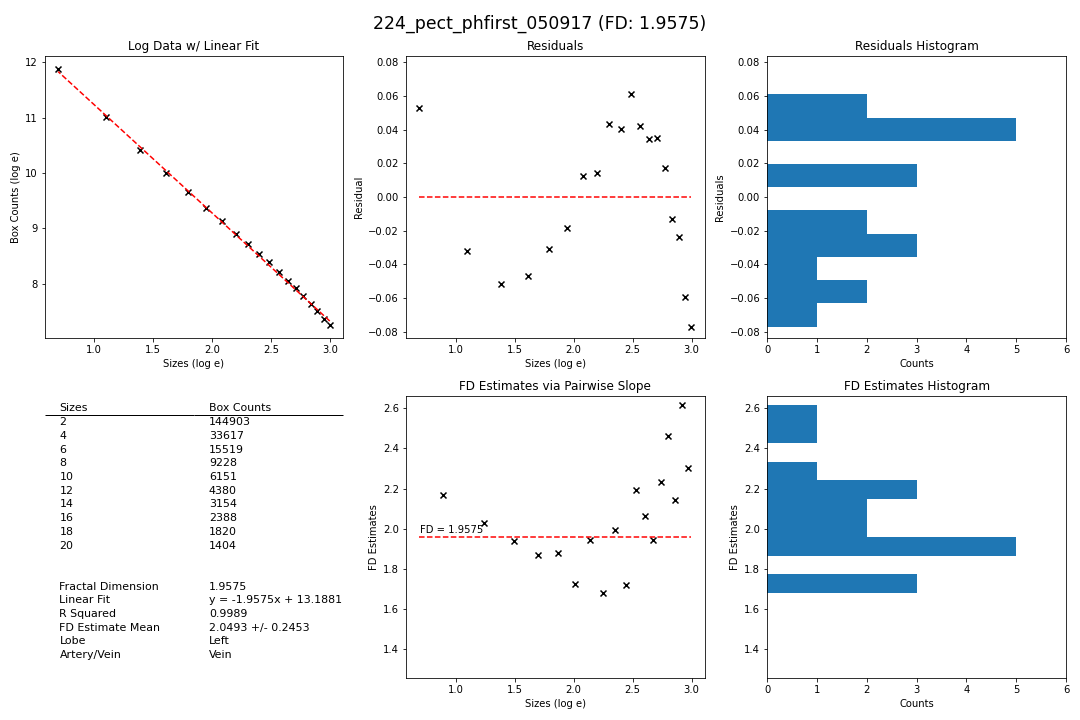 224_pect_phfirst_050917 (FD: 1.9575)
Log Data w/ Linear Fit
Box Counts (log e)
12
11
10
9
8
1.0 1.5 2.0 2.5 3.0
Sizes (log e)
Residuals
Residual
0.08
0.06
0.04
0.02
0.00
−0.02
−0.04
−0.06
−0.08
1.0 1.5 2.0 2.5 3.0
Sizes (log e)
Residuals Histogram
Residuals
0.08
0.06
0.04
0.02
0.00
−0.02
−0.04
−0.06
−0.08
0 1 2 3 4 5 6
Counts
Sizes Box Counts
2 144903
4 33617
6 15519
8 9228
10 6151
12 4380
14 3154
16 2388
18 1820
20 1404
Fractal Dimension 1.9575
Linear Fit y = -1.9575x + 13.1881
R Squared 0.9989
FD Estimate Mean 2.0493 +/- 0.2453
Lobe Left
Artery/Vein Vein
FD Estimates via Pairwise Slope
FD Estimates
2.6
2.4
2.2
2.0
1.8
1.6
1.4
FD = 1.9575
1.0 1.5 2.0 2.5 3.0
Sizes (log e)
FD Estimates Histogram
FD Estimates
2.6
2.4
2.2
2.0
1.8
1.6
1.4
0 1 2 3 4 5 6
Counts